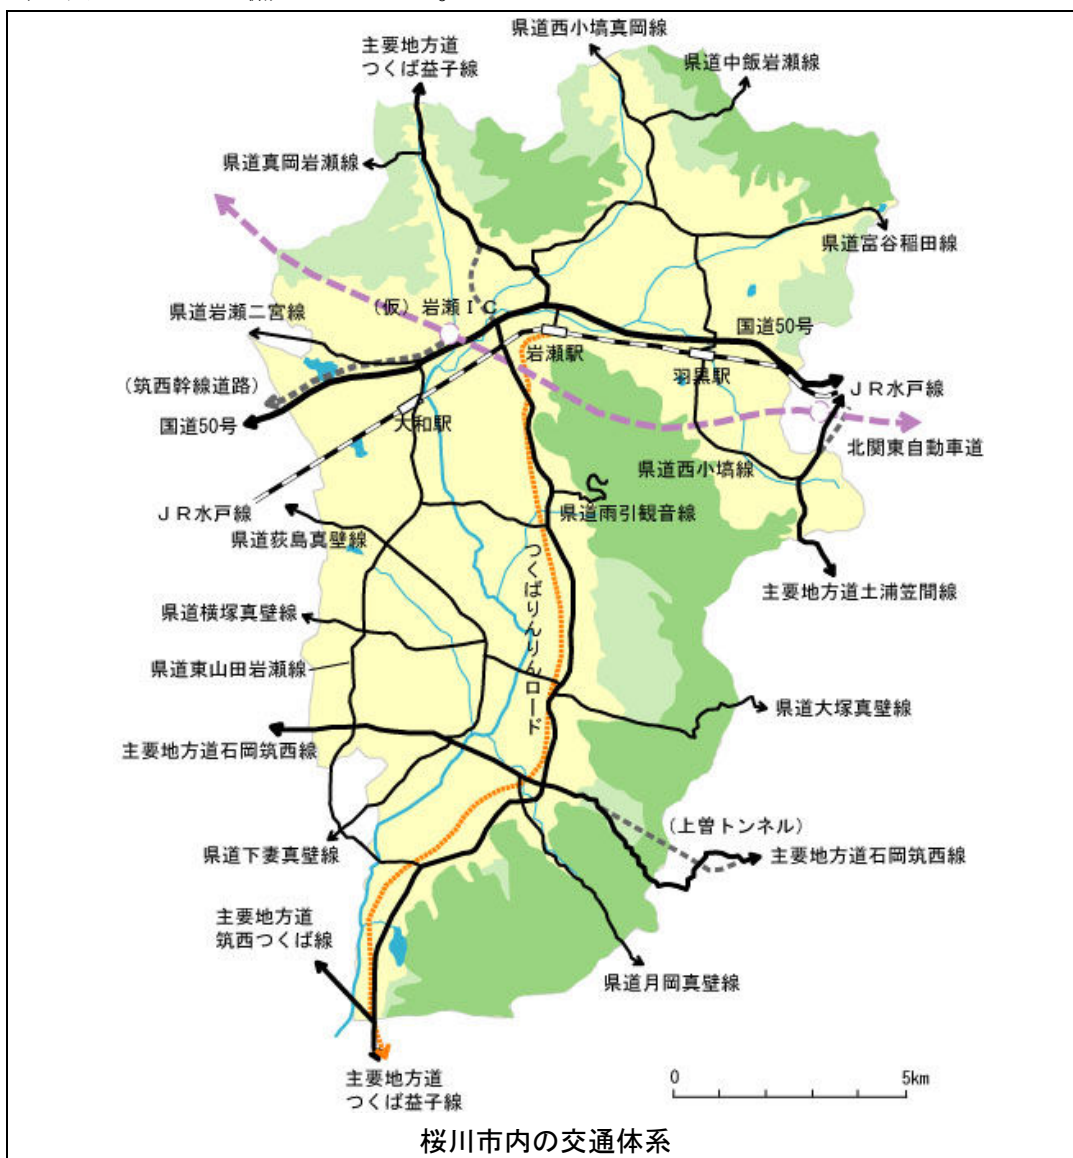 県道西小塙真岡線
主要地方道
つくば益子線
県道中飯岩瀬線
県道真岡岩瀬線
県道富谷稲田線
県道岩瀬二宮線
(仮)岩瀬IC
国道50号
岩瀬駅
羽黒駅
(筑西幹線道路)
JR水戸線
国道50号
大和駅
北関東自動車道
県道西小塙線
JR水戸線
県道雨引観音線
県道荻島真壁線
つくばりんりんロード
主要地方道土浦笠間線
県道横塚真壁線
県道東山田岩瀬線
県道大塚真壁線
主要地方道石岡筑西線
(上曽トンネル)
県道下妻真壁線
主要地方道石岡筑西線
主要地方道
筑西つくば線
県道月岡真壁線
主要地方道
つくば益子線
0 5km
桜川市内の交通体系